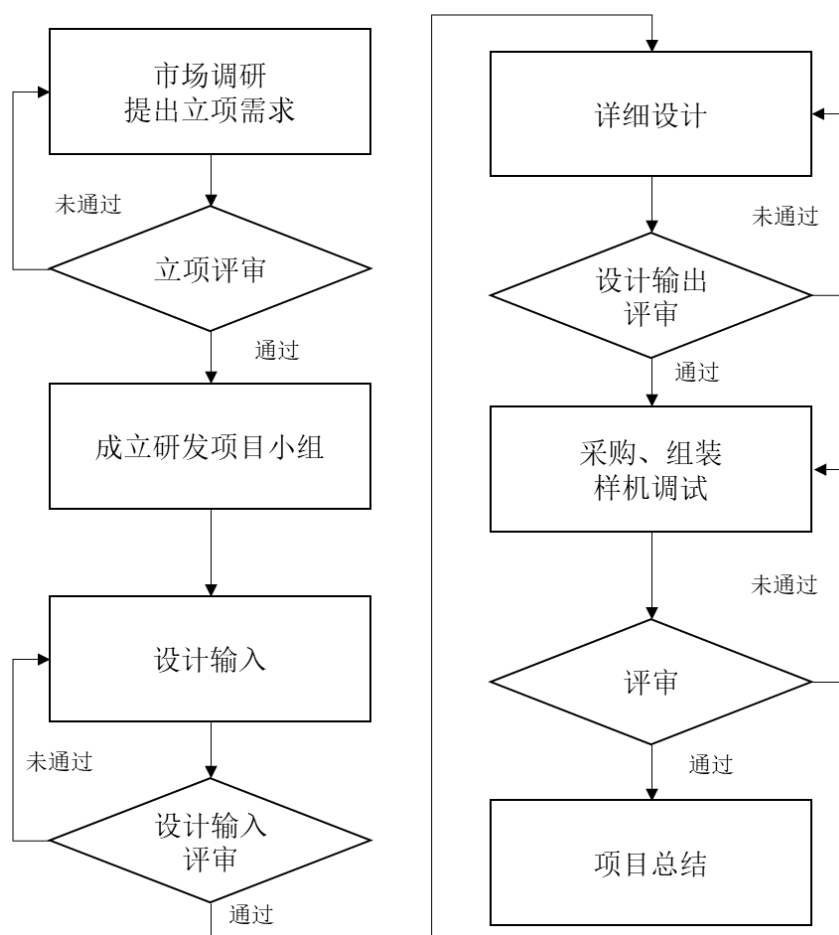 市场调研
提出立项需求
未通过
立项评审
通过
成立研发项目小组
设计输入
未通过
设计输入
评审
通过
详细设计
未通过
设计输出
评审
通过
采购、组装
样机调试
未通过
评审
通过
项目总结